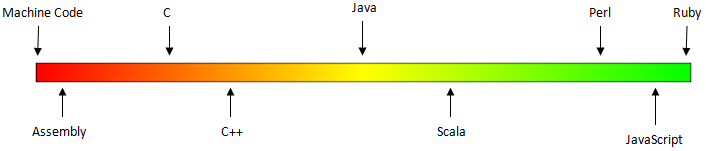 Machine Code
C
Java
Perl
Ruby
Assembly
C++
Scala
JavaScript